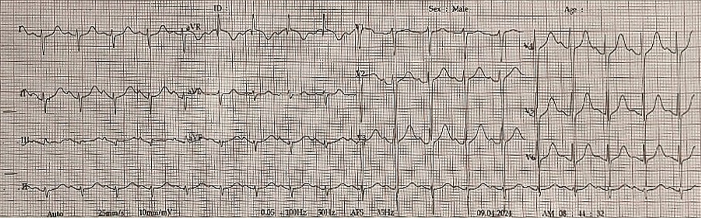 ID : Sex : Male Age :
I aVR V1 V4
II aVL V2 V5
III aVF V3 V6
II
Auto 25mm/s 10mm/mV 0.05 ~ 100Hz 50Hz AFS 35Hz 09.04.2024 AM 08 : 44 : 32